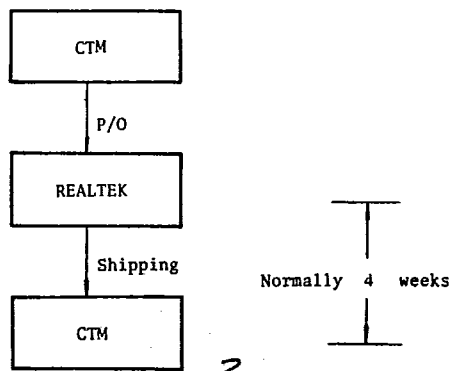 CTM
P/O
REALTEK
Shipping
Normally 4 weeks
CTM